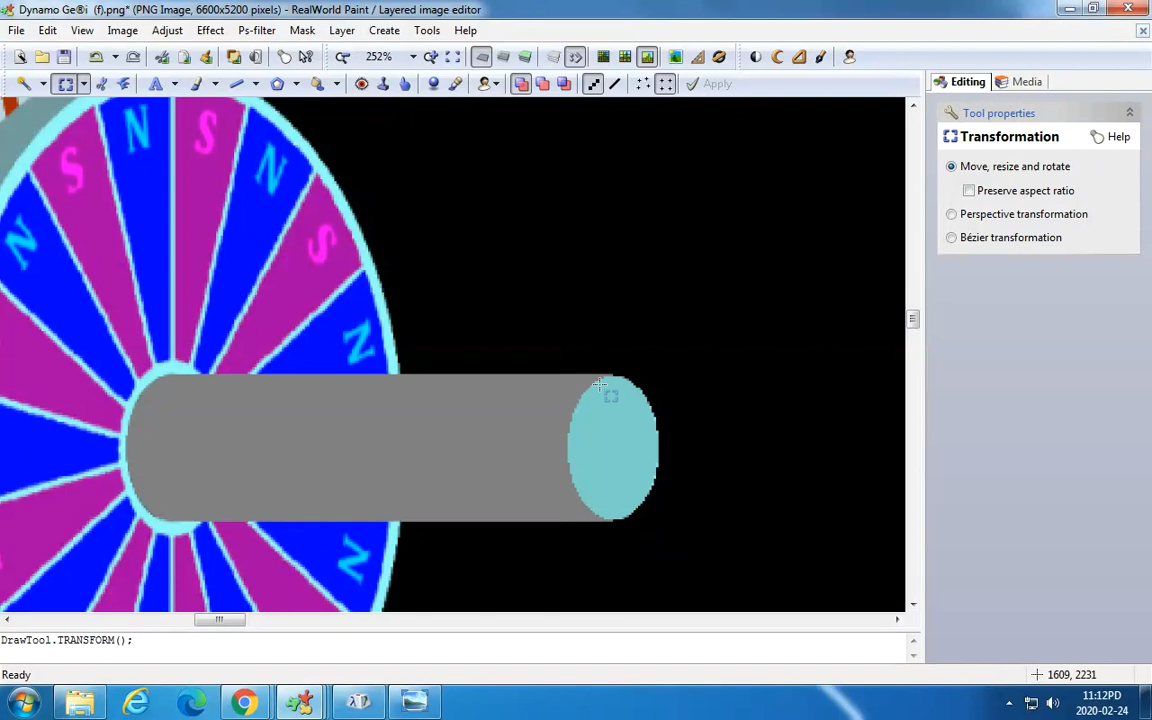 Dynamo Ge®i  (f).png* (PNG Image, 6600x5200 pixels) - RealWorld Paint / Layered image editor
File Edit View Image Adjust Effect Ps-filter Mask Layer Create Tools Help
252%
Apply
Editing Media
Tool properties
Transformation Help
Move, resize and rotate
Preserve aspect ratio
Perspective transformation
Bézier transformation
S N S N S
N N
N
DrawTool.TRANSFORM();
Ready 1609, 2231
11:12PD
2020-02-24